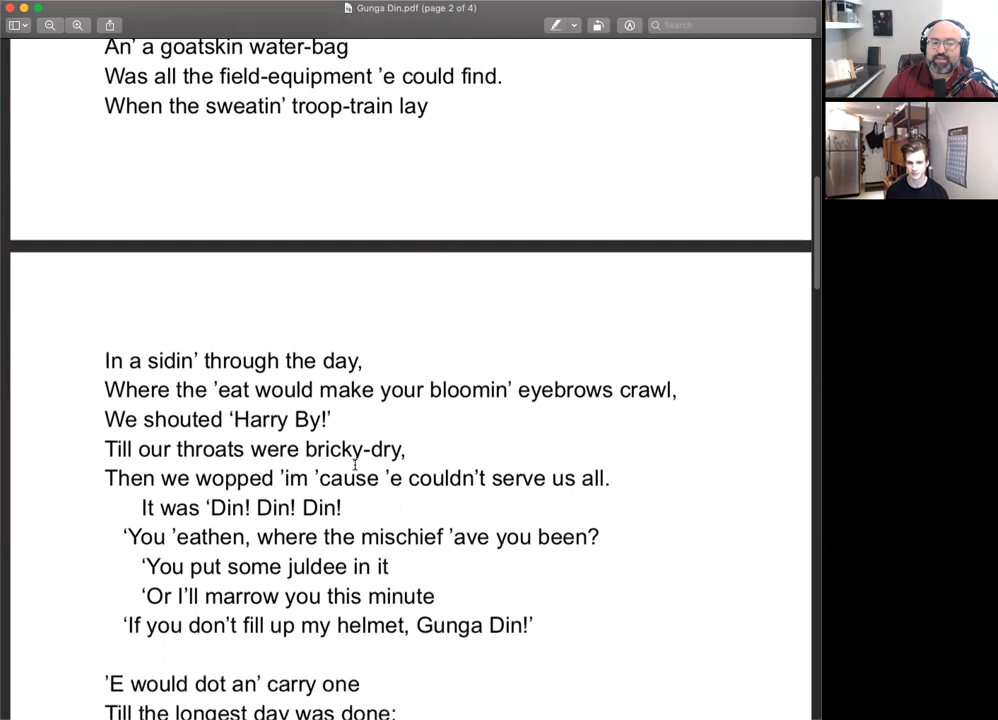 Gunga Din.pdf (page 2 of 4)
Search
An’ a goatskin water-bag
Was all the field-equipment ’e could find.
When the sweatin’ troop-train lay
In a sidin’ through the day,
Where the ’eat would make your bloomin’ eyebrows crawl,
We shouted ‘Harry By!’
Till our throats were bricky-dry,
Then we wopped ’im ’cause ’e couldn’t serve us all.
It was ‘Din! Din! Din!
‘You ’eathen, where the mischief ’ave you been?
‘You put some juldee in it
‘Or I’ll marrow you this minute
‘If you don’t fill up my helmet, Gunga Din!’
’E would dot an’ carry one
Till the longest day was done;